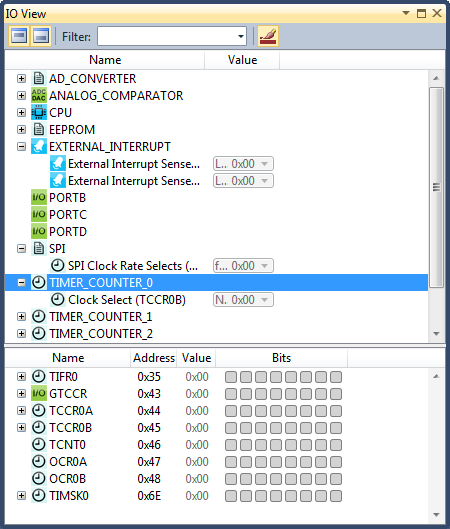 IO View
Filter:
Name Value
AD_CONVERTER
ADC DAC ANALOG_COMPARATOR
CPU
EEPROM
EXTERNAL_INTERRUPT
External Interrupt Sense... L... 0x00
External Interrupt Sense... L... 0x00
I/O PORTB
I/O PORTC
I/O PORTD
SPI
SPI Clock Rate Selects (... f... 0x00
TIMER_COUNTER_0
Clock Select (TCCR0B) N. 0x00
TIMER_COUNTER_1
TIMER_COUNTER_2
Name Address Value Bits
TIFR0 0x35 0x00
I/O GTCCR 0x43 0x00
TCCR0A 0x44 0x00
TCCR0B 0x45 0x00
TCNT0 0x46 0x00
OCR0A 0x47 0x00
OCR0B 0x48 0x00
TIMSK0 0x6E 0x00